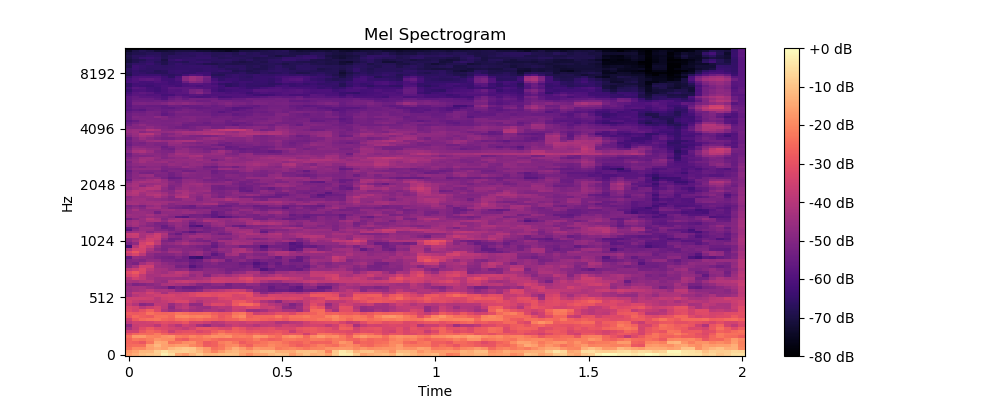 Mel Spectrogram
Hz
8192
4096
2048
1024
512
0
0 0.5 1 1.5 2
Time
+0 dB
-10 dB
-20 dB
-30 dB
-40 dB
-50 dB
-60 dB
-70 dB
-80 dB